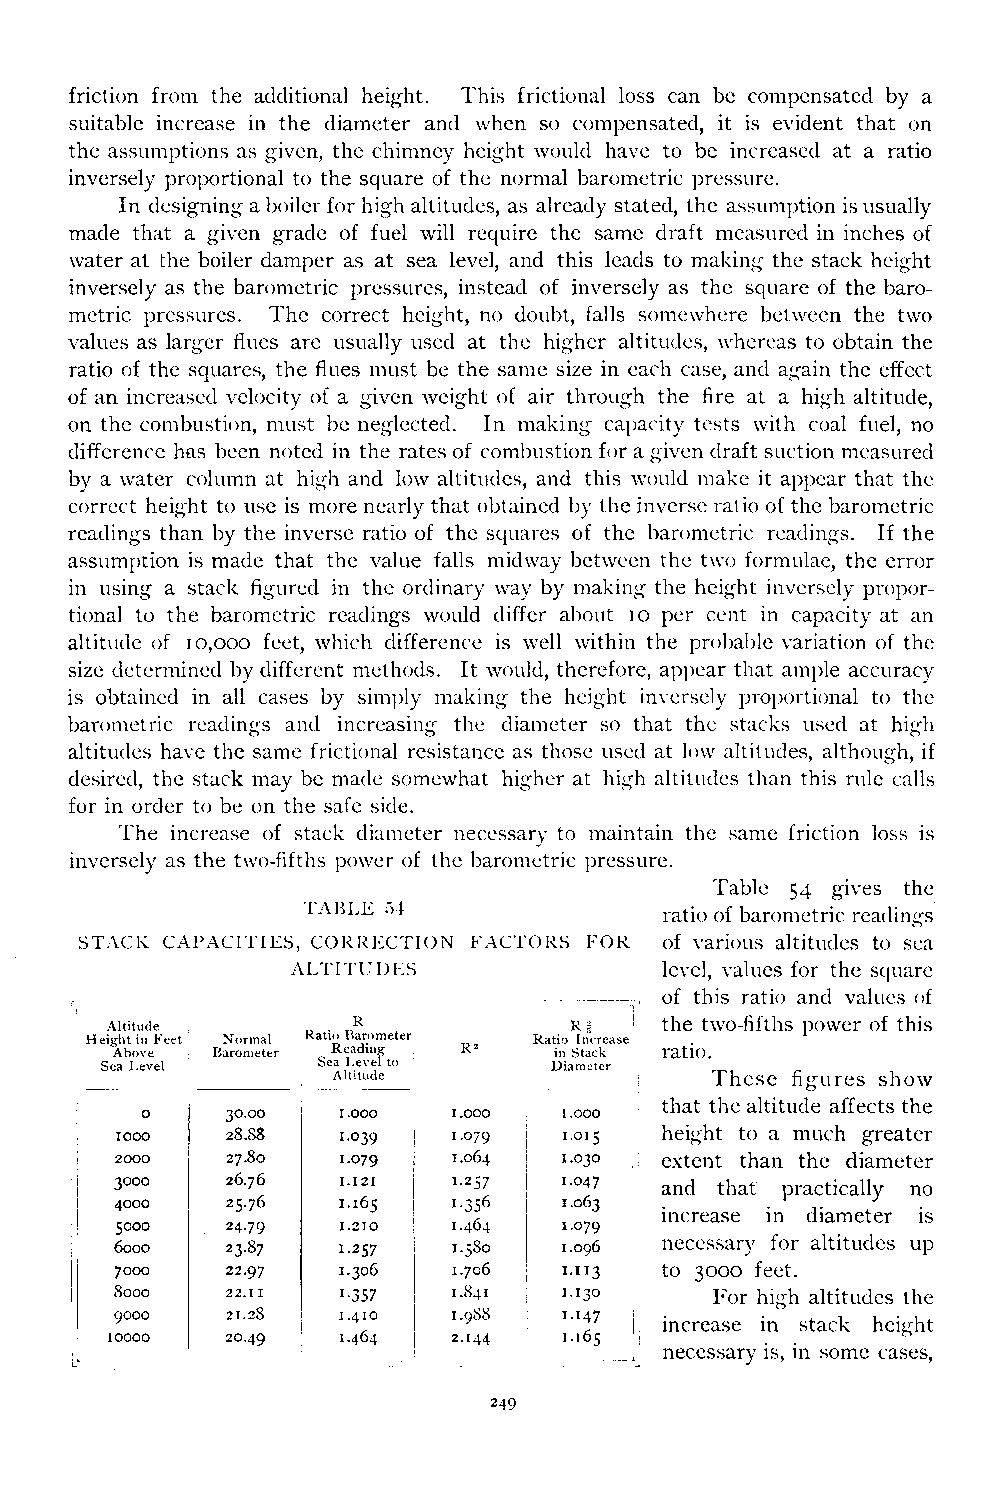 friction from the additional height. This frictional loss can be compensated by a
suitable increase in the diameter and when so compensated, it is evident that on
the assumptions as given, the chimney height would have to be increased at a ratio
inversely proportional to the square of the normal barometric pressure.
In designing a boiler for high altitudes, as already stated, the assumption is usually
made that a given grade of fuel will require the same draft measured in inches of
water at the boiler damper as at sea level, and this leads to making the stack height
inversely as the barometric pressures, instead of inversely as the square of the baro-
metric pressures. The correct height, no doubt, falls somewhere between the two
values as larger flues are usually used at the higher altitudes, whereas to obtain the
ratio of the squares, the flues must be the same size in each case, and again the effect
of an increased velocity of a given weight of air through the fire at a high altitude,
on the combustion, must be neglected. In making capacity tests with coal fuel, no
difference has been noted in the rates of combustion for a given draft suction measured
by a water column at high and low altitudes, and this would make it appear that the
correct height to use is more nearly that obtained by the inverse ratio of the barometric
readings than by the inverse ratio of the squares of the barometric readings. If the
assumption is made that the value falls midway between the two formulae, the error
in using a stack figured in the ordinary way by making the height inversely propor-
tional to the barometric readings would differ about 10 per cent in capacity at an
altitude of 10,000 feet, which difference is well within the probable variation of the
size determined by different methods. It would, therefore, appear that ample accuracy
is obtained in all cases by simply making the height inversely proportional to the
barometric readings and increasing the diameter so that the stacks used at high
altitudes have the same frictional resistance as those used at low altitudes, although, if
desired, the stack may be made somewhat higher at high altitudes than this rule calls
for in order to be on the safe side.
The increase of stack diameter necessary to maintain the same friction loss is
inversely as the two-fifths power of the barometric pressure.
TABLE 54
STACK CAPACITIES, CORRECTION FACTORS FOR
ALTITUDES
Altitude Height in Feet Above Sea Level | Normal Barometer | R Ratio Barometer Reading Sea Level to Altitude | R² | R⅖ Ratio Increase in Stack Diameter
0 30.00 1.000 1.000 1.000
1000 28.88 1.039 1.079 1.015
2000 27.80 1.079 1.064 1.030
3000 26.76 1.121 1.257 1.047
4000 25.76 1.165 1.356 1.063
5000 24.79 1.210 1.464 1.079
6000 23.87 1.257 1.580 1.096
7000 22.97 1.306 1.706 1.113
8000 22.11 1.357 1.841 1.130
9000 21.28 1.410 1.988 1.147
10000 20.49 1.464 2.144 1.165
Table 54 gives the
ratio of barometric readings
of various altitudes to sea
level, values for the square
of this ratio and values of
the two-fifths power of this
ratio.
These figures show
that the altitude affects the
height to a much greater
extent than the diameter
and that practically no
increase in diameter is
necessary for altitudes up
to 3000 feet.
For high altitudes the
increase in stack height
necessary is, in some cases,
249